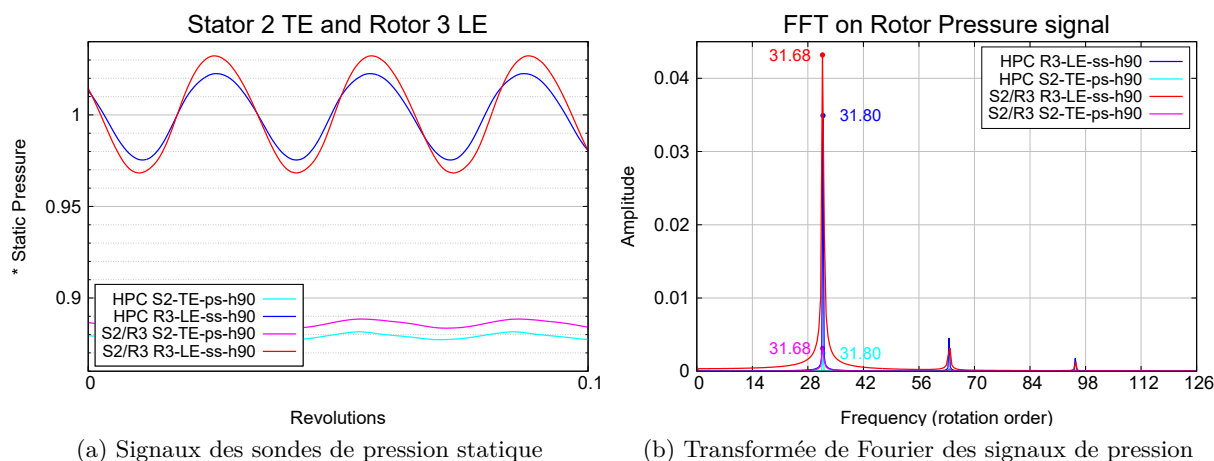 Stator 2 TE and Rotor 3 LE
* Static Pressure
1
0.95
0.9
HPC S2-TE-ps-h90
HPC R3-LE-ss-h90
S2/R3 S2-TE-ps-h90
S2/R3 R3-LE-ss-h90
0
0.1
Revolutions
(a) Signaux des sondes de pression statique
FFT on Rotor Pressure signal
Amplitude
0.04
0.03
0.02
0.01
0
31.68
31.80
31.68
31.80
HPC R3-LE-ss-h90
HPC S2-TE-ps-h90
S2/R3 R3-LE-ss-h90
S2/R3 S2-TE-ps-h90
0 14 28 42 56 70 84 98 112 126
Frequency (rotation order)
(b) Transformée de Fourier des signaux de pression